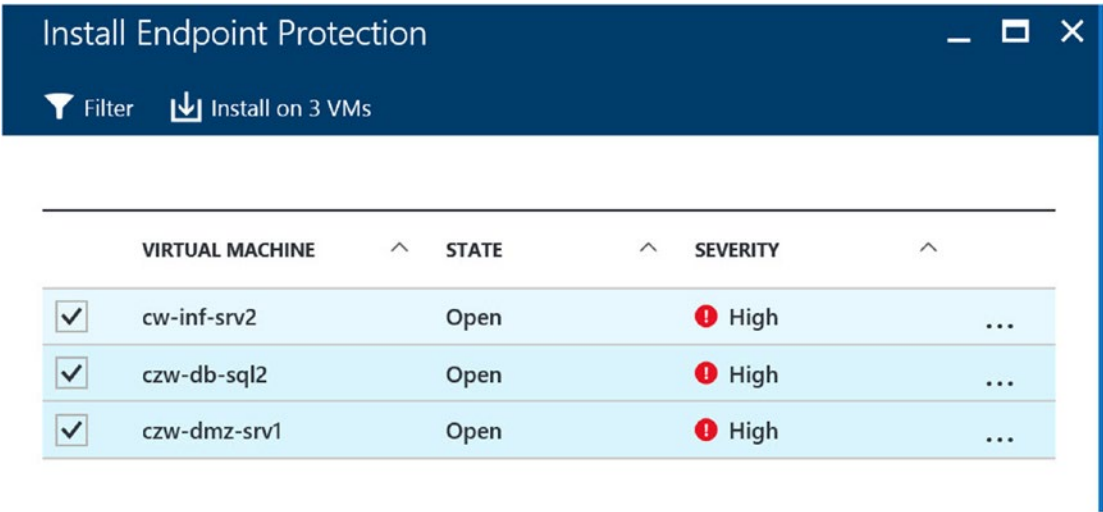 Install Endpoint Protection
Filter Install on 3 VMs
VIRTUAL MACHINE STATE SEVERITY
cw-inf-srv2 Open High ...
czw-db-sql2 Open High ...
czw-dmz-srv1 Open High ...